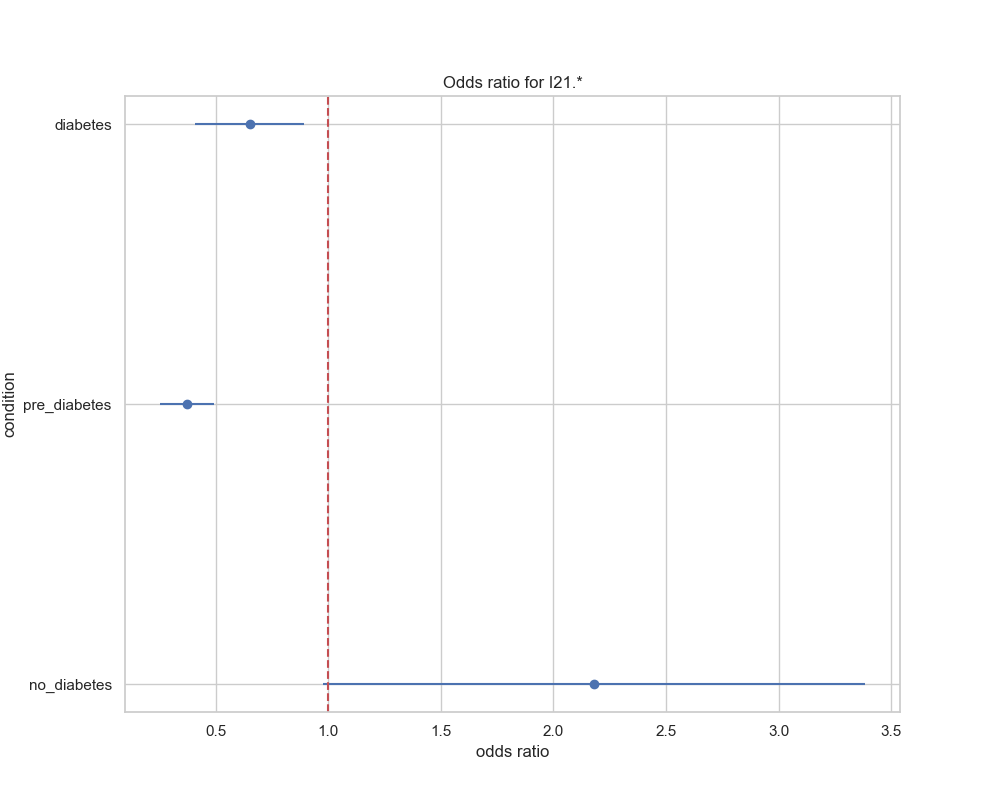 Odds ratio for I21.*
diabetes
pre_diabetes
no_diabetes
condition
0.5 1.0 1.5 2.0 2.5 3.0 3.5
odds ratio